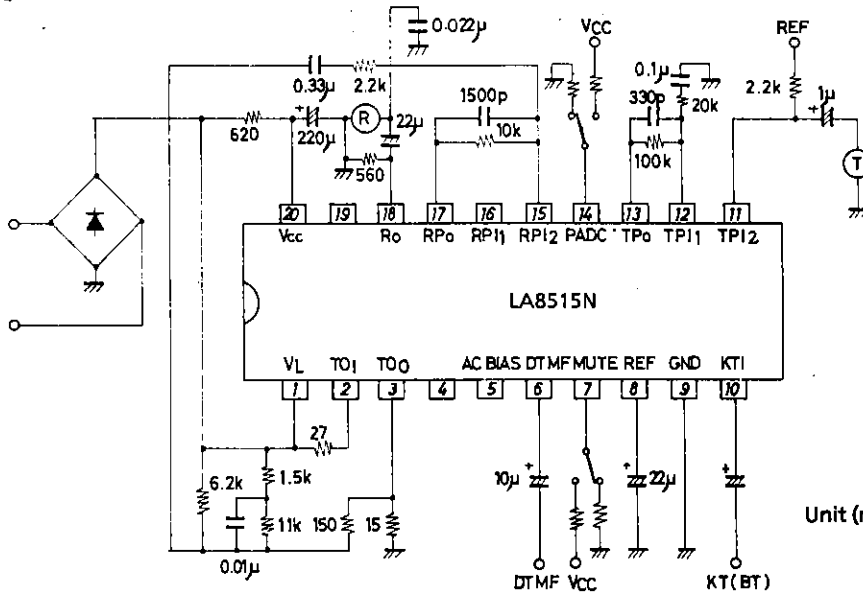 0.022μ
VCC
REF
0.33μ
2.2k
1500p
0.1μ
330p
20k
2.2k
1μ
620
+
220μ
R
22μ
560
10k
100k
+
T
20 19 18 17 16 15 14 13 12 11
Vcc Ro RPo RPI1 RPI2 PADC TPo TPI1 TPI2
LA8515N
VL TO1 TOO AC BIAS DTMF MUTE REF GND KTI
1 2 3 4 5 6 7 8 9 10
27
6.2k
1.5k
11k
150
15
0.01μ
10μ
+
22μ
+
+
Unit (
DTMF VCC KT(BT)